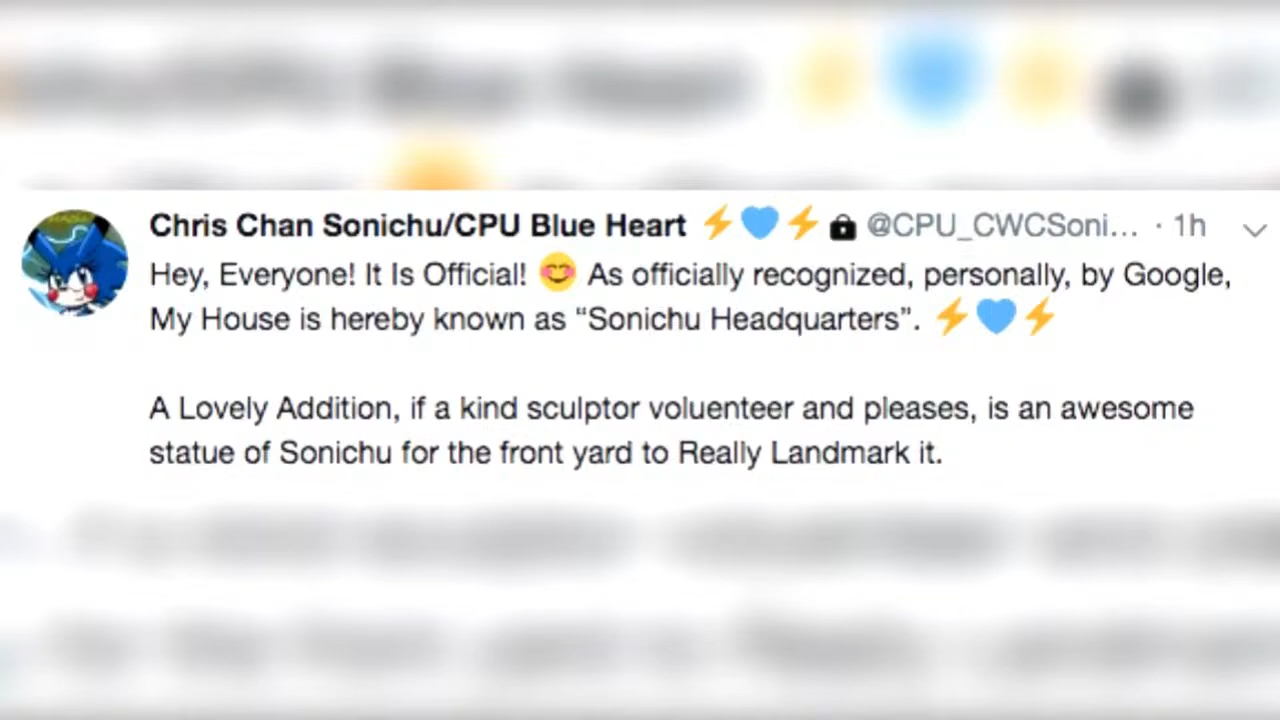 Chris Chan Sonichu/CPU Blue Heart ⚡💙⚡🔒 @CPU_CWCSoni... · 1h
Hey, Everyone! It Is Official! 😊 As officially recognized, personally, by Google,
My House is hereby known as “Sonichu Headquarters”. ⚡💙⚡
A Lovely Addition, if a kind sculptor voluenteer and pleases, is an awesome
statue of Sonichu for the front yard to Really Landmark it.